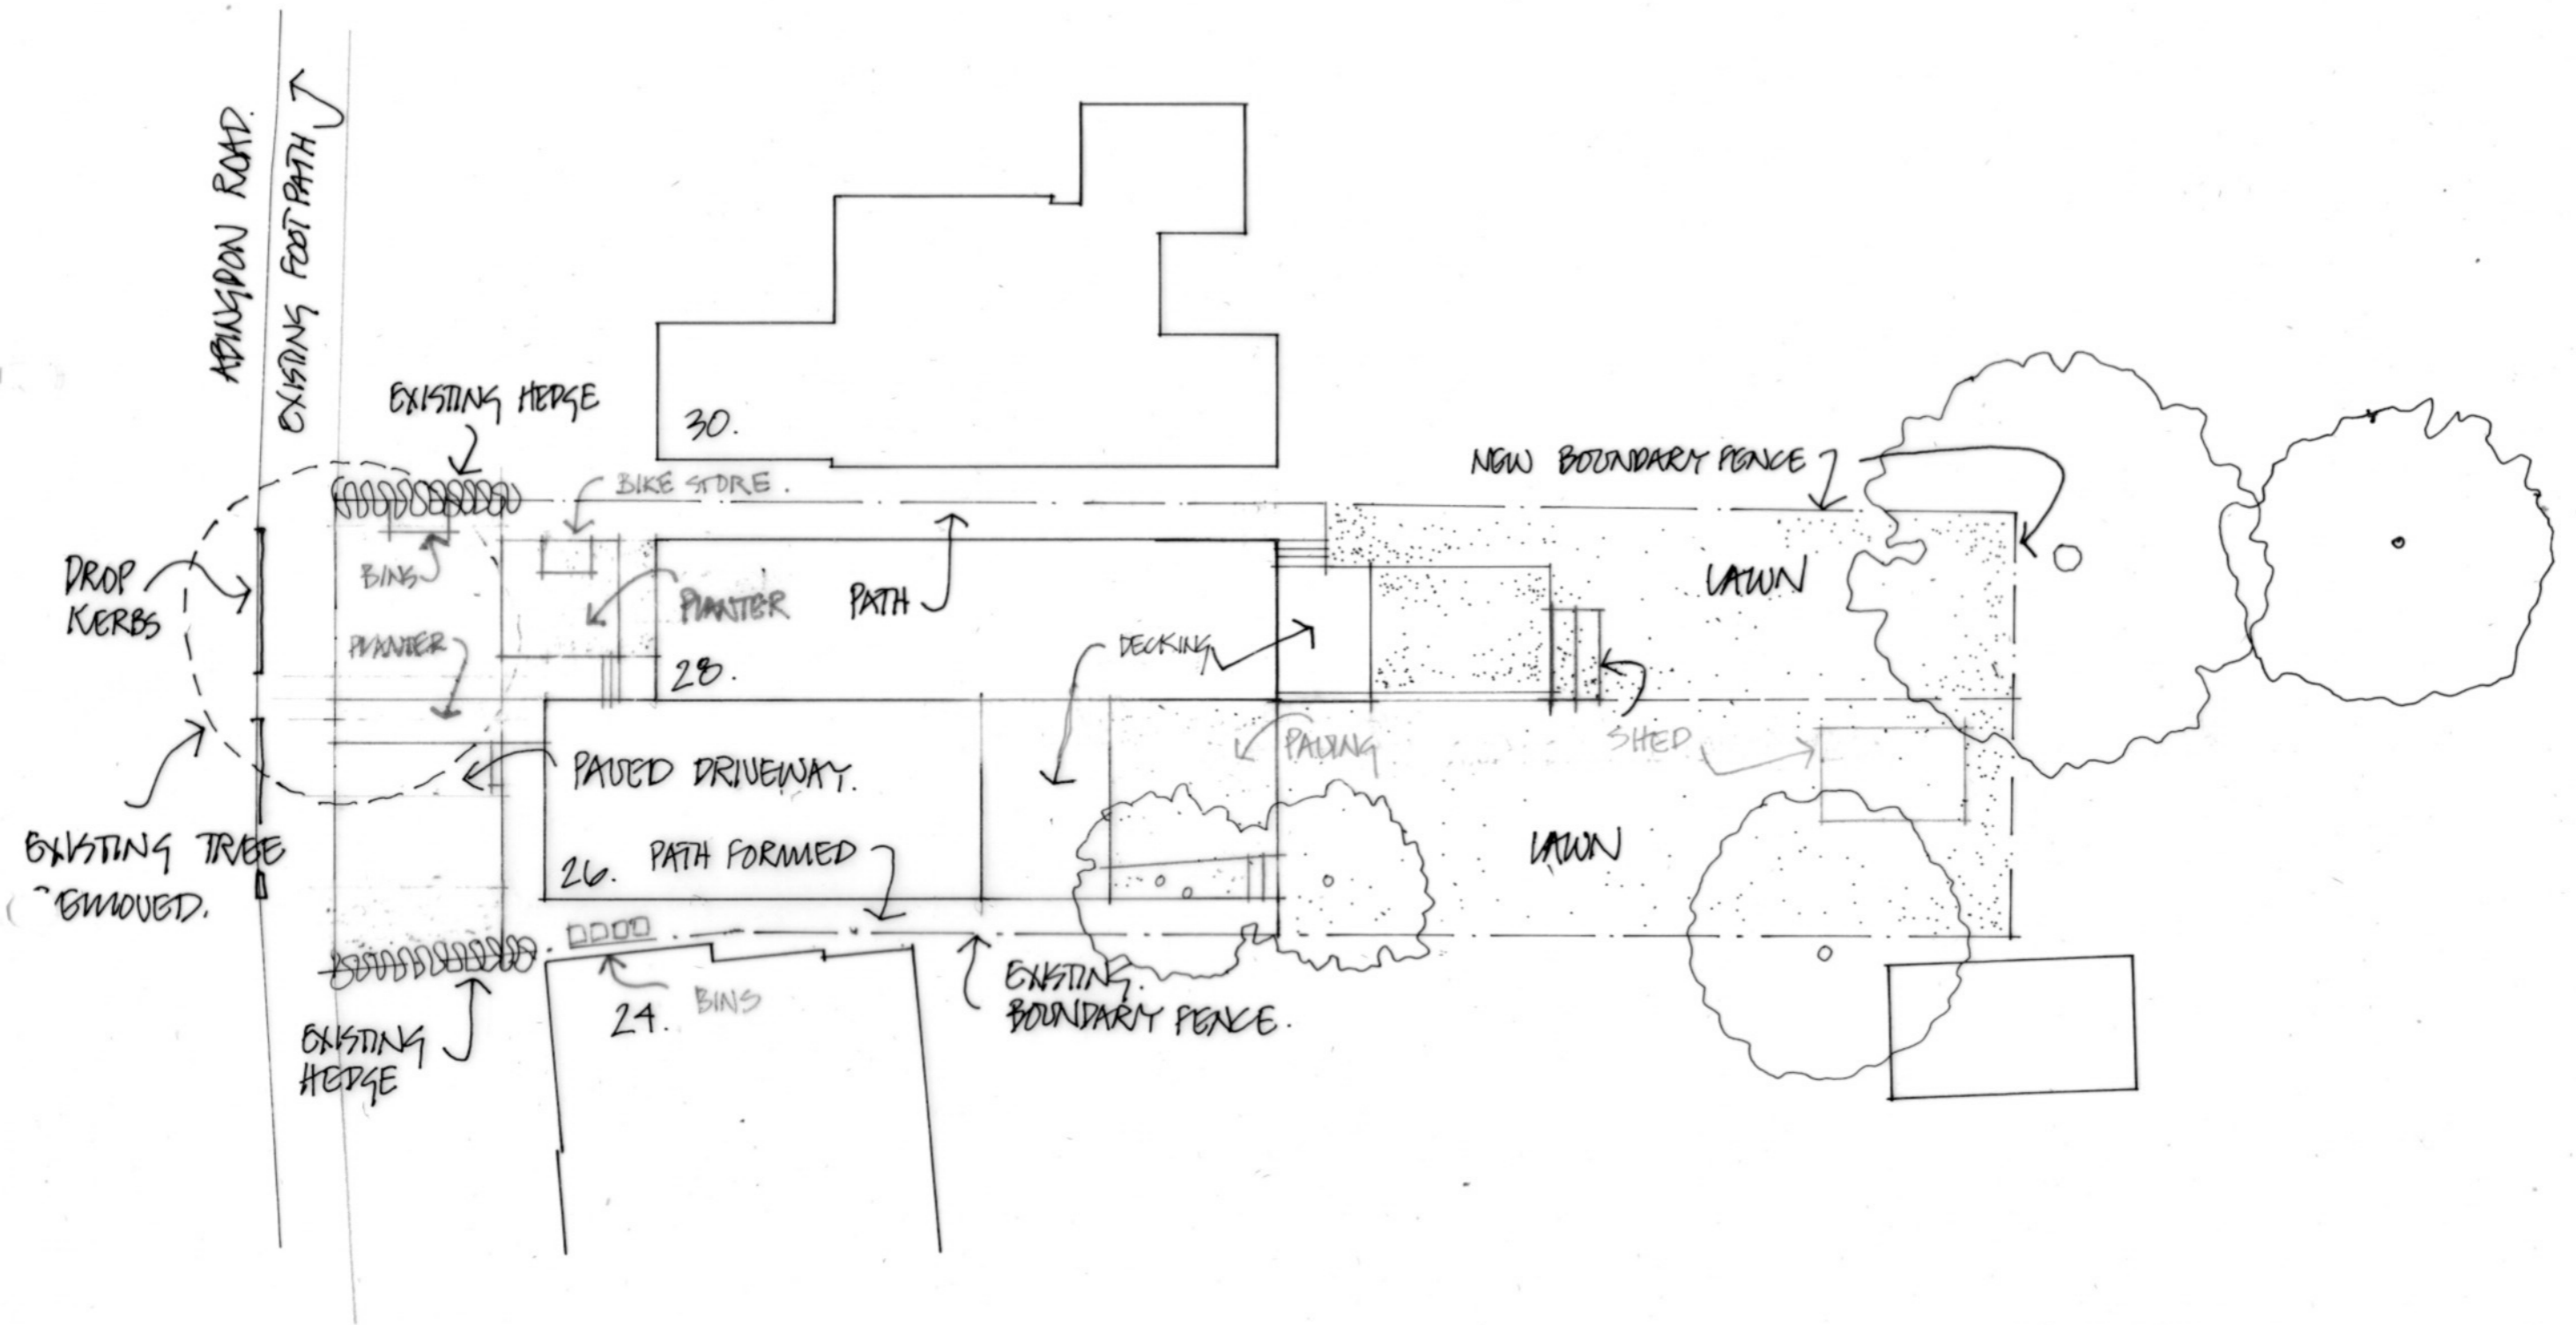 ABINGDON ROAD.
EXISTING FOOTPATH
EXISTING HEDGE
30.
BIKE STORE.
NEW BOUNDARY FENCE
DROP
KERBS
BINS
PLANTER
PATH
LAWN
PLANTER
DECKING
28.
PAVING
SHED
PAVED DRIVEWAY.
EXISTING TREE
EMOVED.
26.
PATH FORMED
LAWN
EXISTING
BOUNDARY FENCE.
24.
BINS
EXISTING
HEDGE